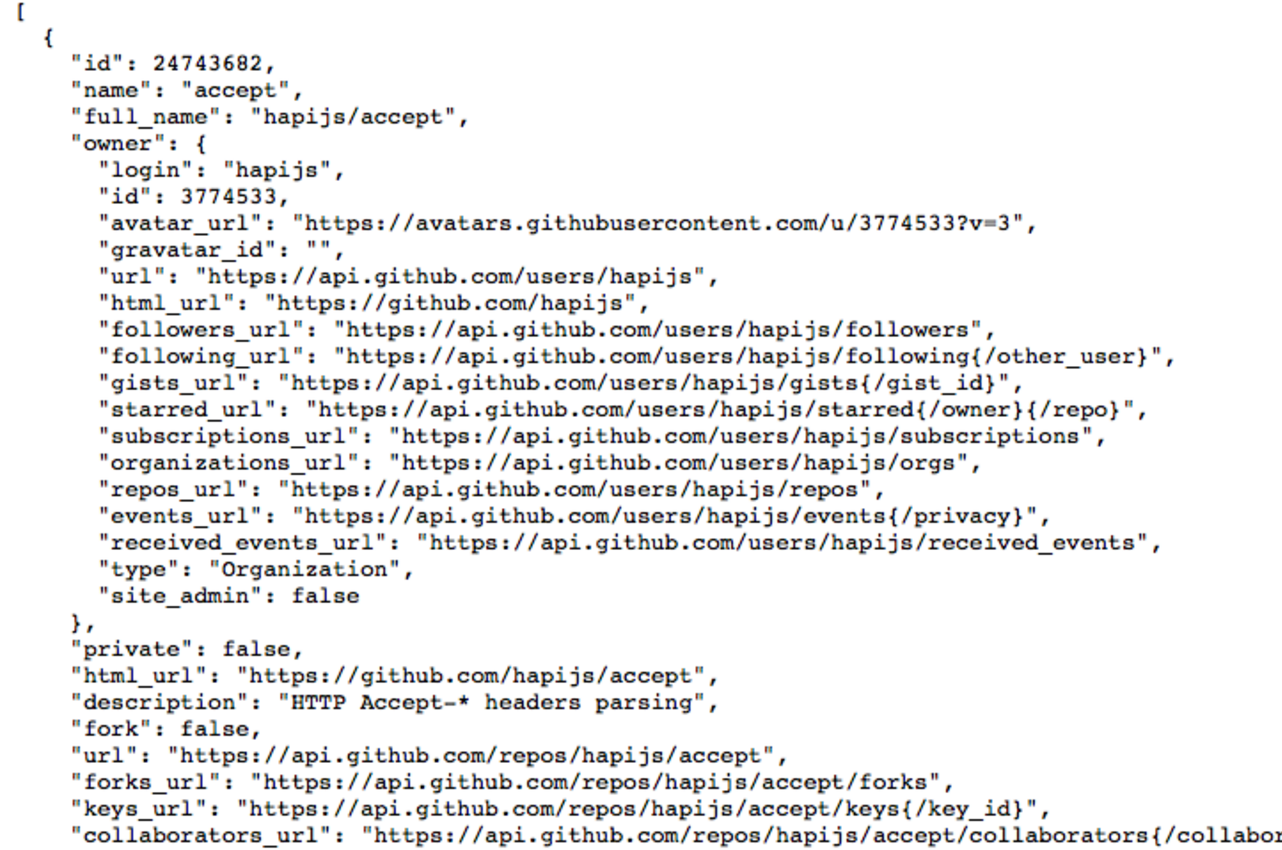 [
  {
    "id": 24743682,
    "name": "accept",
    "full_name": "hapijs/accept",
    "owner": {
      "login": "hapijs",
      "id": 3774533,
      "avatar_url": "https://avatars.githubusercontent.com/u/3774533?v=3",
      "gravatar_id": "",
      "url": "https://api.github.com/users/hapijs",
      "html_url": "https://github.com/hapijs",
      "followers_url": "https://api.github.com/users/hapijs/followers",
      "following_url": "https://api.github.com/users/hapijs/following{/other_user}",
      "gists_url": "https://api.github.com/users/hapijs/gists{/gist_id}",
      "starred_url": "https://api.github.com/users/hapijs/starred{/owner}{/repo}",
      "subscriptions_url": "https://api.github.com/users/hapijs/subscriptions",
      "organizations_url": "https://api.github.com/users/hapijs/orgs",
      "repos_url": "https://api.github.com/users/hapijs/repos",
      "events_url": "https://api.github.com/users/hapijs/events{/privacy}",
      "received_events_url": "https://api.github.com/users/hapijs/received_events",
      "type": "Organization",
      "site_admin": false
    },
    "private": false,
    "html_url": "https://github.com/hapijs/accept",
    "description": "HTTP Accept-* headers parsing",
    "fork": false,
    "url": "https://api.github.com/repos/hapijs/accept",
    "forks_url": "https://api.github.com/repos/hapijs/accept/forks",
    "keys_url": "https://api.github.com/repos/hapijs/accept/keys{/key_id}",
    "collaborators_url": "https://api.github.com/repos/hapijs/accept/collaborators{/collabor